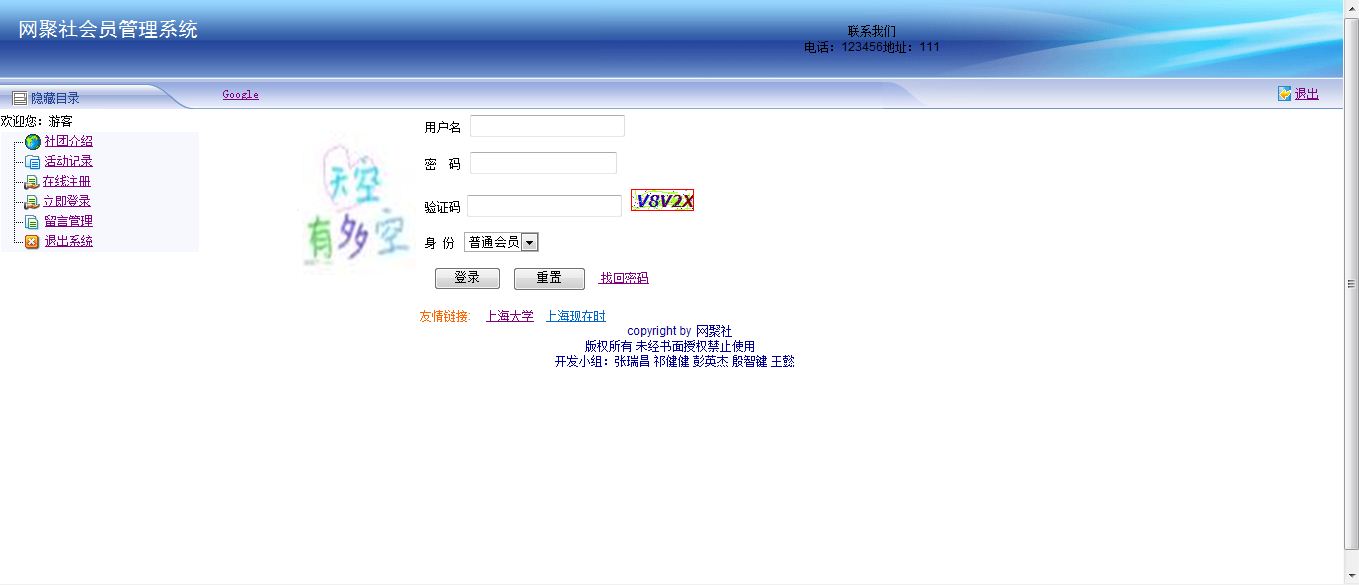 网聚社会员管理系统
联系我们
电话：123456地址：111
隐藏目录
Google
退出
欢迎您：游客
社团介绍
活动记录
在线注册
立即登录
留言管理
退出系统
天空
有多空
用户名
密 码
验证码
V8V2X
身 份 普通会员
登录 重置 找回密码
友情链接: 上海大学 上海现在时
copyright by 网聚社
版权所有 未经书面授权禁止使用
开发小组：张瑞昌 祁健健 彭英杰 殷智键 王懿